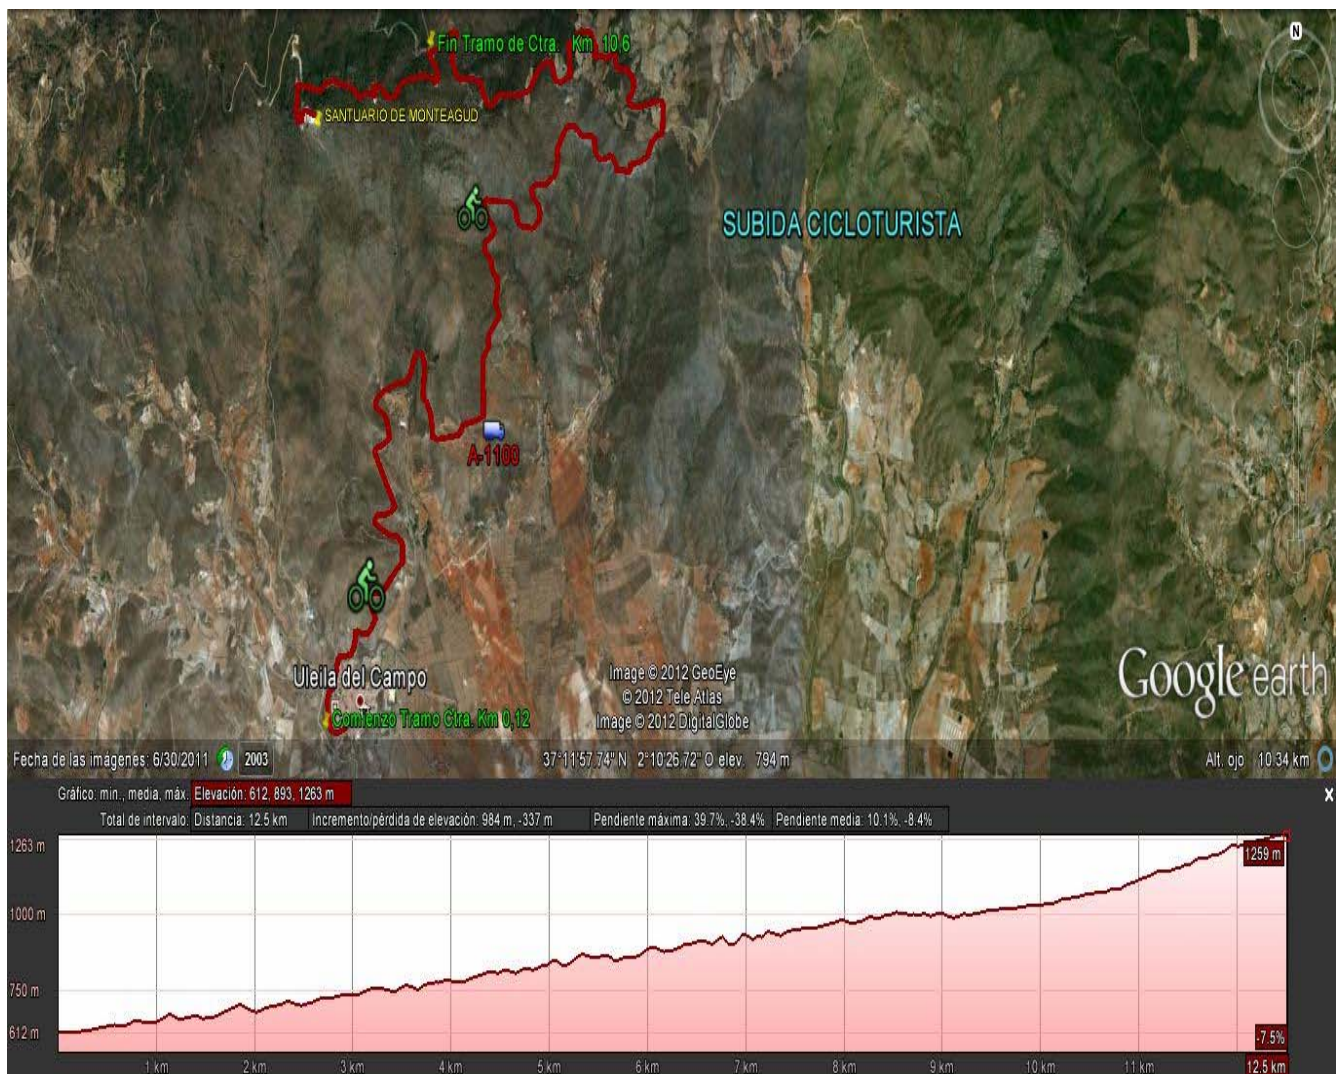 N
Fin Tramo de Ctra. Km 10,6
SANTUARIO DE MONTEAGUD
SUBIDA CICLOTURISTA
A-1100
Uleila del Campo
Comienzo Tramo Ctra. Km 0,12
Image © 2012 GeoEye
© 2012 Tele Atlas
Image © 2012 DigitalGlobe
Google earth
Fecha de las imágenes: 6/30/2011 2003 37°11'57.74" N 2°10'26.72" O elev. 794 m Alt. ojo 10.34 km
Gráfico: min., media, máx. Elevación: 612, 893, 1263 m
Total de intervalo: Distancia: 12.5 km Incremento/pérdida de elevación: 984 m, -337 m Pendiente máxima: 39.7%, -38.4% Pendiente media: 10.1%, -8.4%
1263 m
1259 m
1000 m
750 m
612 m
-7.5%
1 km 2 km 3 km 4 km 5 km 6 km 7 km 8 km 9 km 10 km 11 km 12.5 km